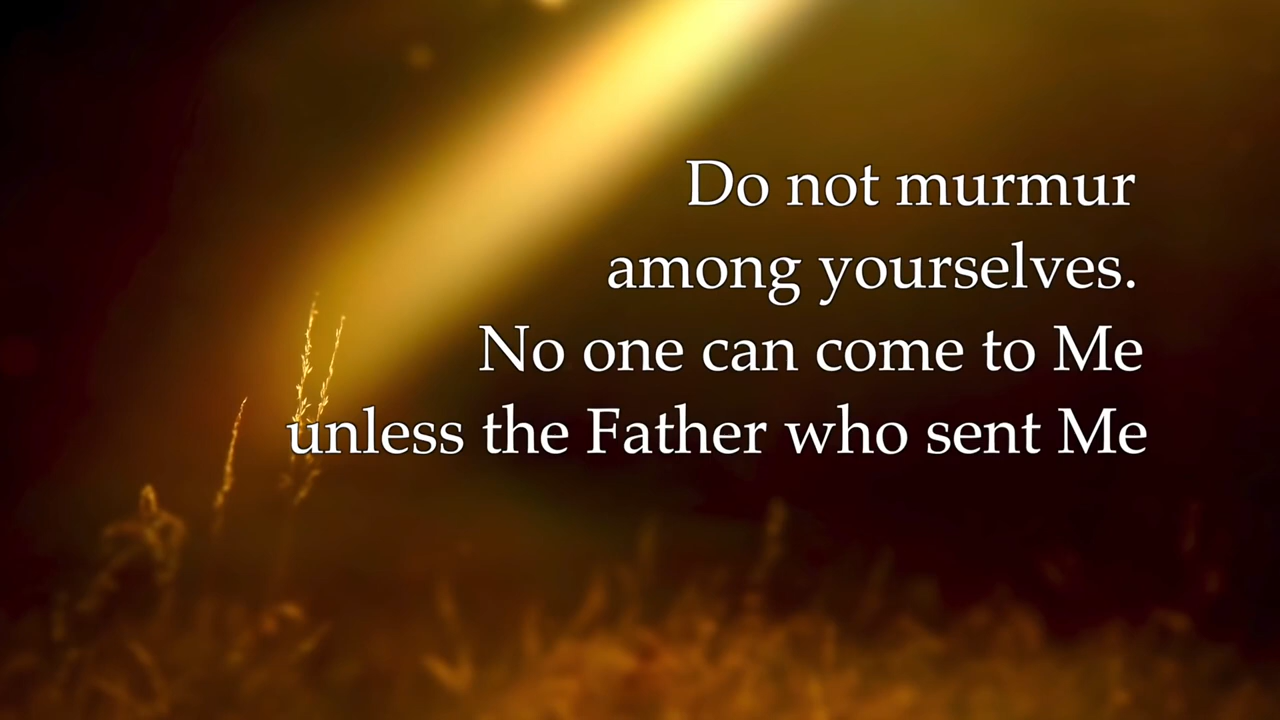 Do not murmur
among yourselves.
No one can come to Me
unless the Father who sent Me